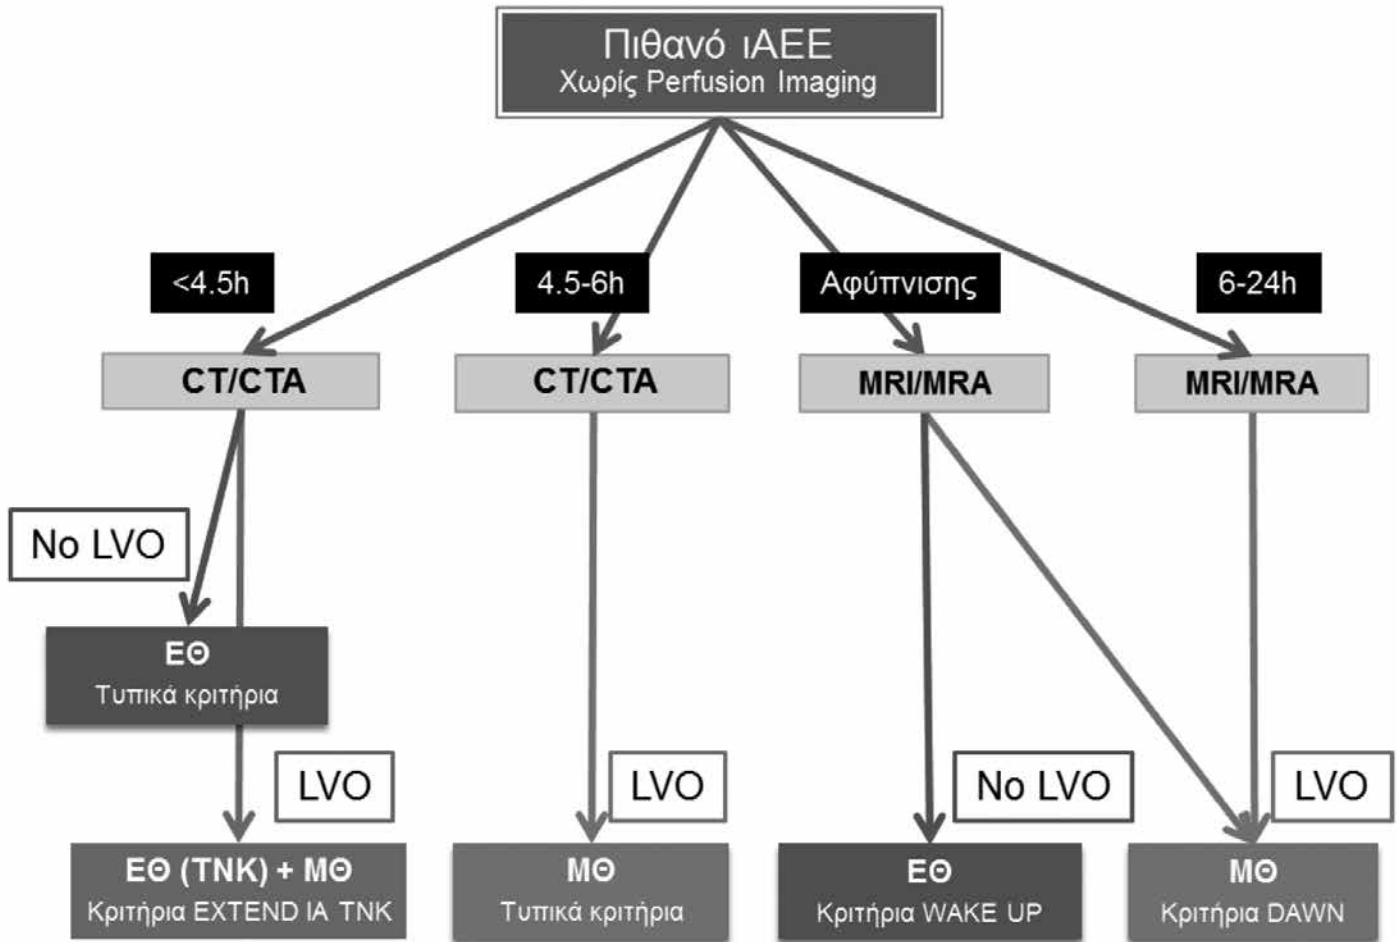 Πιθανό ιΑΕΕ
Χωρίς Perfusion Imaging
<4.5h
4.5-6h
Αφύπνισης
6-24h
CT/CTA
CT/CTA
MRI/MRA
MRI/MRA
No LVO
ΕΘ
Τυπικά κριτήρια
LVO
LVO
No LVO
LVO
ΕΘ (TNK) + ΜΘ
Κριτήρια EXTEND IA TNK
ΜΘ
Τυπικά κριτήρια
ΕΘ
Κριτήρια WAKE UP
ΜΘ
Κριτήρια DAWN